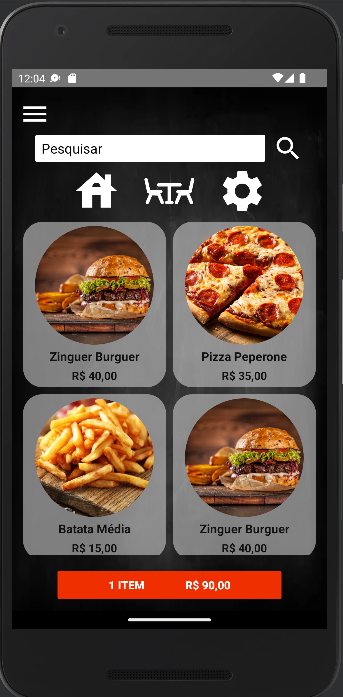 12:04
Pesquisar
Zinguer Burguer
R$ 40,00
Pizza Peperone
R$ 35,00
Batata Média
R$ 15,00
Zinguer Burguer
R$ 40,00
1 ITEM R$ 90,00